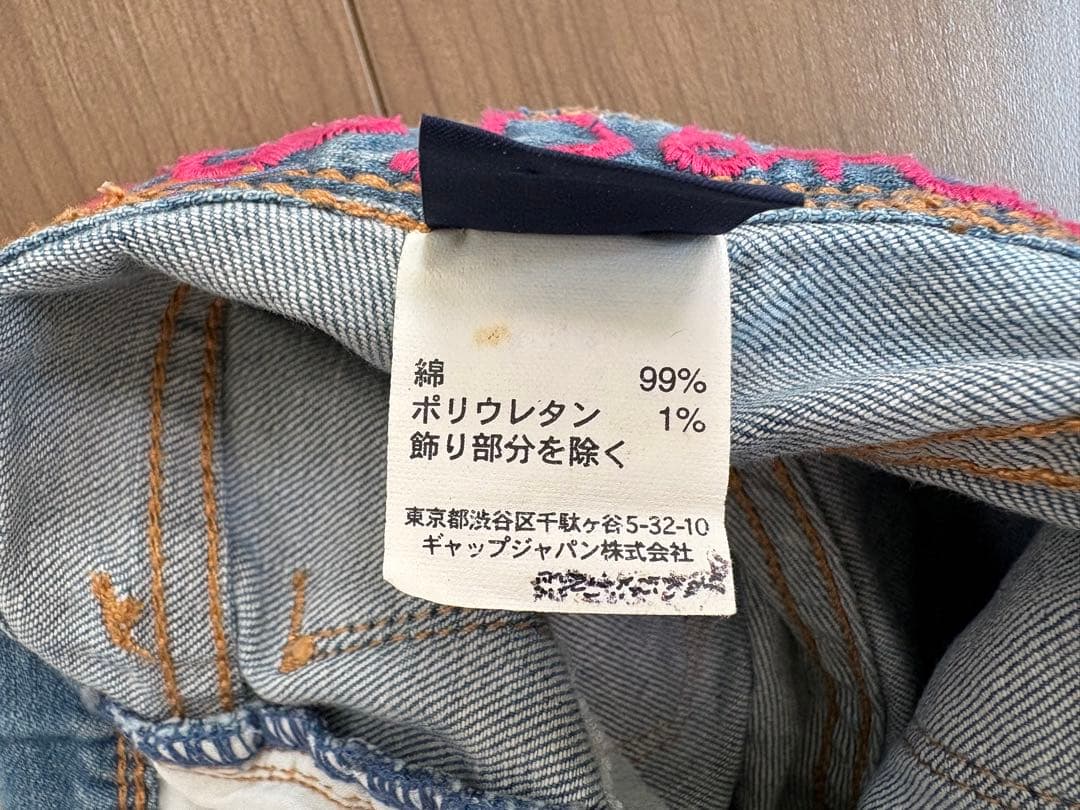 綿 99%
ポリウレタン 1%
飾り部分を除く
東京都渋谷区千駄ヶ谷5-32-10
ギャップジャパン株式会社